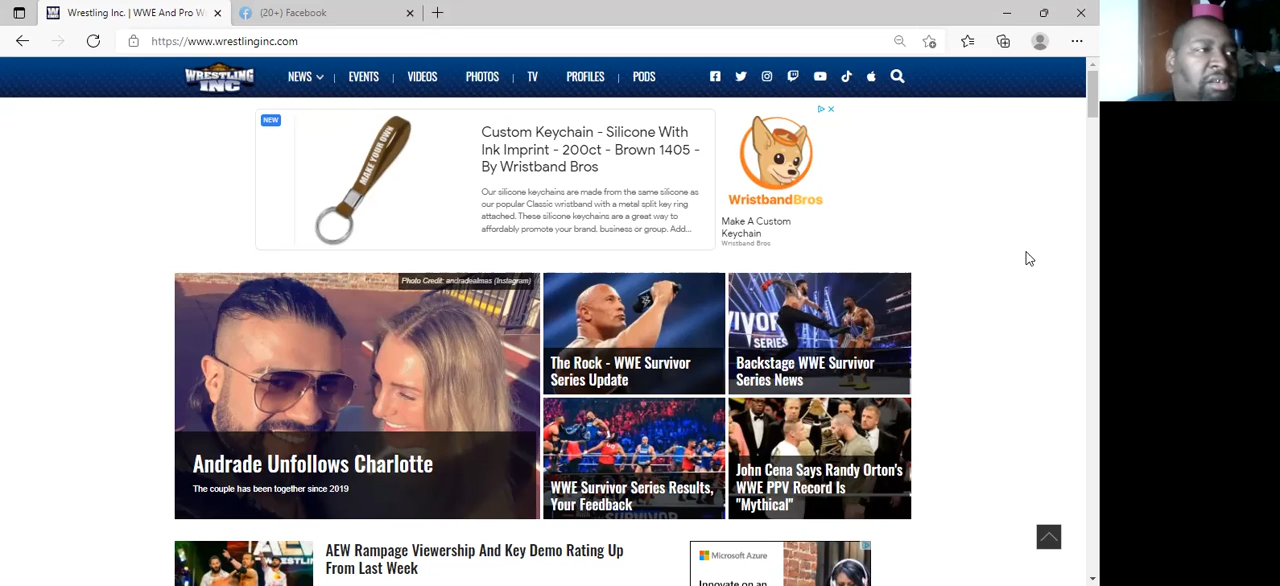 Wrestling Inc. | WWE And Pro W
(20+) Facebook
https://www.wrestlinginc.com
WRESTLING INC
NEWS EVENTS VIDEOS PHOTOS TV PROFILES PODS
NEW
MAKE YOUR OWN
Custom Keychain - Silicone With
Ink Imprint - 200ct - Brown 1405 -
By Wristband Bros
Our silicone keychains are made from the same silicone as
our popular Classic wristband with a metal split key ring
attached. These silicone keychains are a great way to
affordably promote your brand, business or group. Add...
WristbandBros
Make A Custom
Keychain
Wristband Bros
Photo Credit: andradealmas (Instagram)
Andrade Unfollows Charlotte
The couple has been together since 2019
The Rock - WWE Survivor
Series Update
VIVOR
SERIES
Backstage WWE Survivor
Series News
WWE Survivor Series Results,
Your Feedback
John Cena Says Randy Orton's
WWE PPV Record Is
"Mythical"
AEW Rampage Viewership And Key Demo Rating Up
From Last Week
Microsoft Azure
Innovate on an